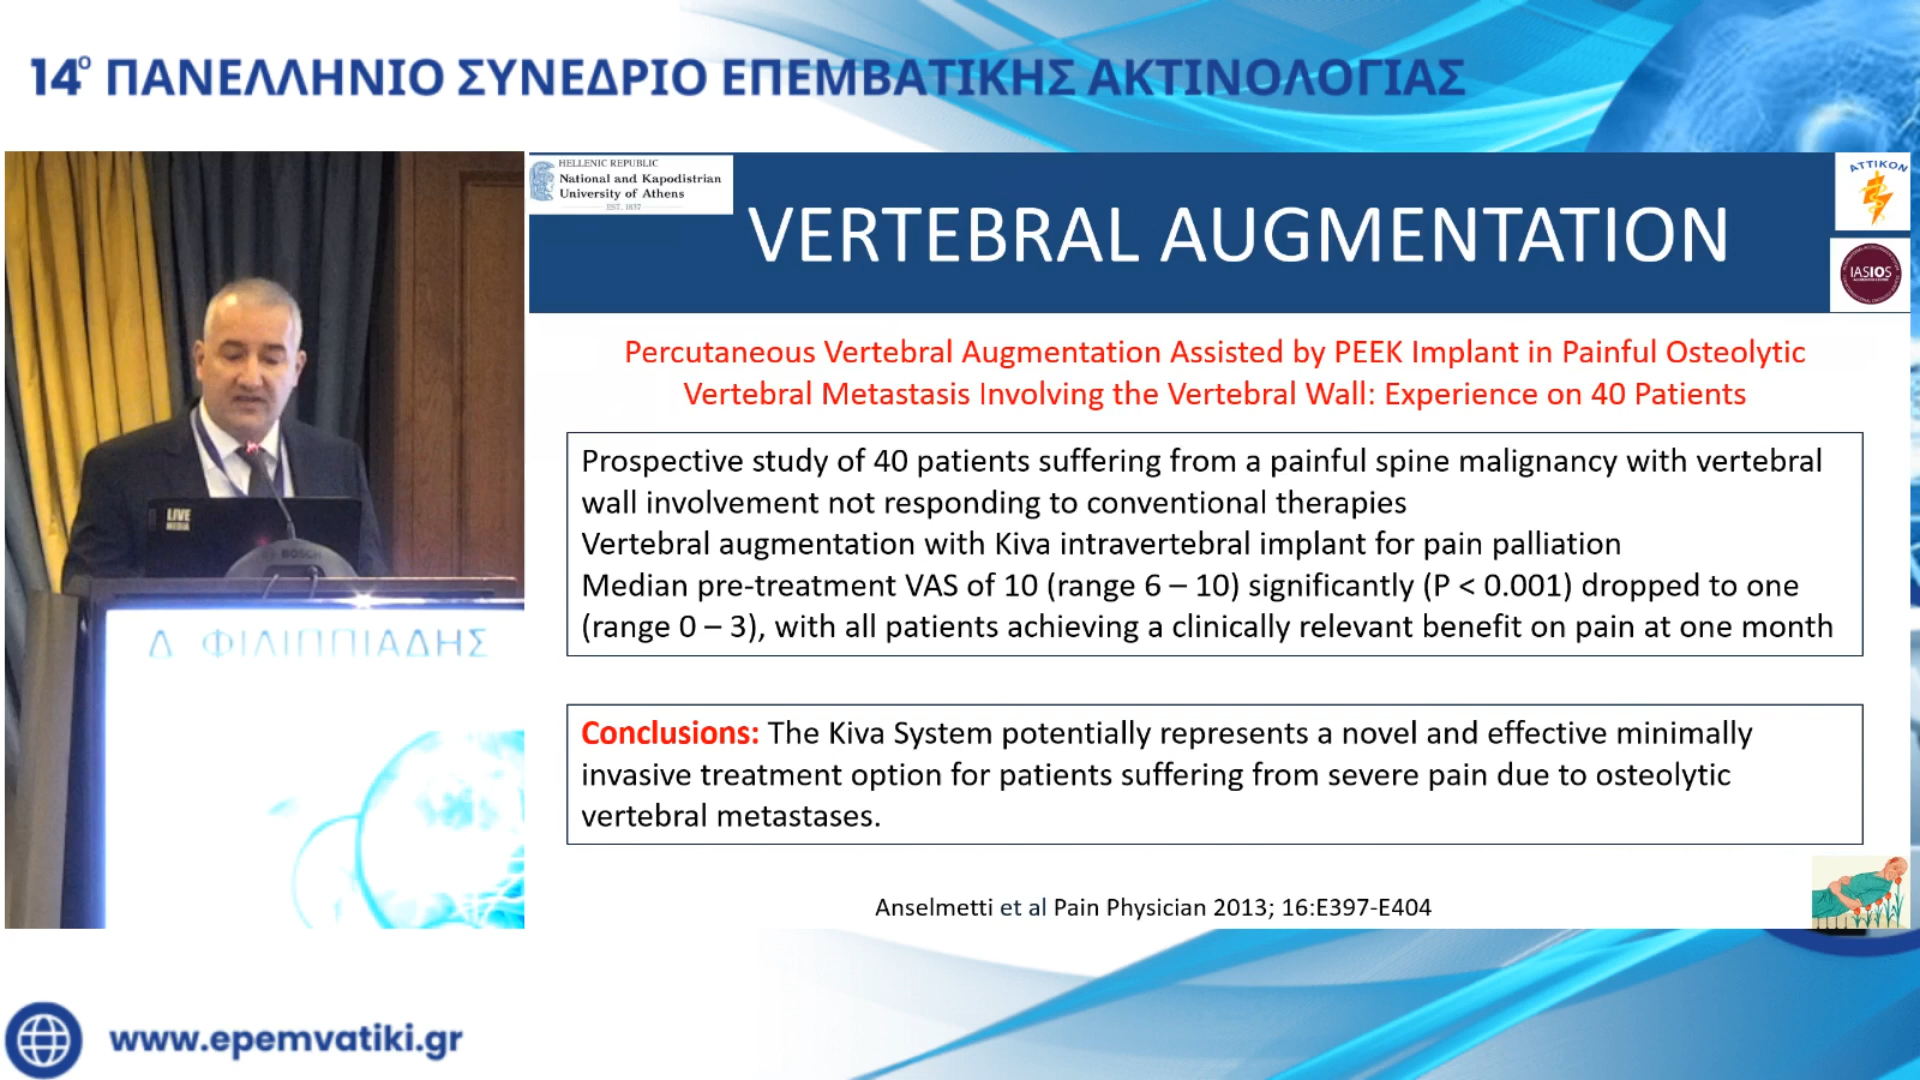 14ο ΠΑΝΕΛΛΗΝΙΟ ΣΥΝΕΔΡΙΟ ΕΠΕΜΒΑΤΙΚΗΣ ΑΚΤΙΝΟΛΟΓΙΑΣ
HELLENIC REPUBLIC
National and Kapodistrian
University of Athens
EST. 1837
VERTEBRAL AUGMENTATION
ATTIKON
IASIOS
Percutaneous Vertebral Augmentation Assisted by PEEK Implant in Painful Osteolytic
Vertebral Metastasis Involving the Vertebral Wall: Experience on 40 Patients
Prospective study of 40 patients suffering from a painful spine malignancy with vertebral
wall involvement not responding to conventional therapies
Vertebral augmentation with Kiva intravertebral implant for pain palliation
Median pre-treatment VAS of 10 (range 6 – 10) significantly (P < 0.001) dropped to one
(range 0 – 3), with all patients achieving a clinically relevant benefit on pain at one month
Conclusions: The Kiva System potentially represents a novel and effective minimally
invasive treatment option for patients suffering from severe pain due to osteolytic
vertebral metastases.
Anselmetti et al Pain Physician 2013; 16:E397-E404
LIVE
MEDIA
BOSCH
Δ ΦΙΛΙΠΠΙΑΔΗΣ
www.epemvatiki.gr